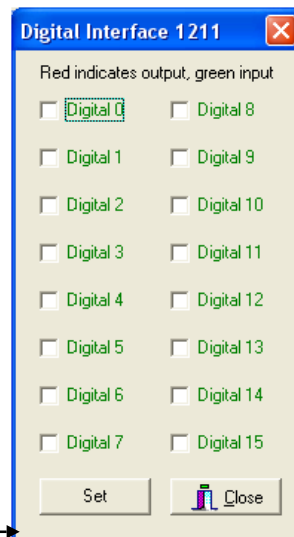 Digital Interface 1211
Red indicates output, green input
Digital 0 Digital 8
Digital 1 Digital 9
Digital 2 Digital 10
Digital 3 Digital 11
Digital 4 Digital 12
Digital 5 Digital 13
Digital 6 Digital 14
Digital 7 Digital 15
Set Close